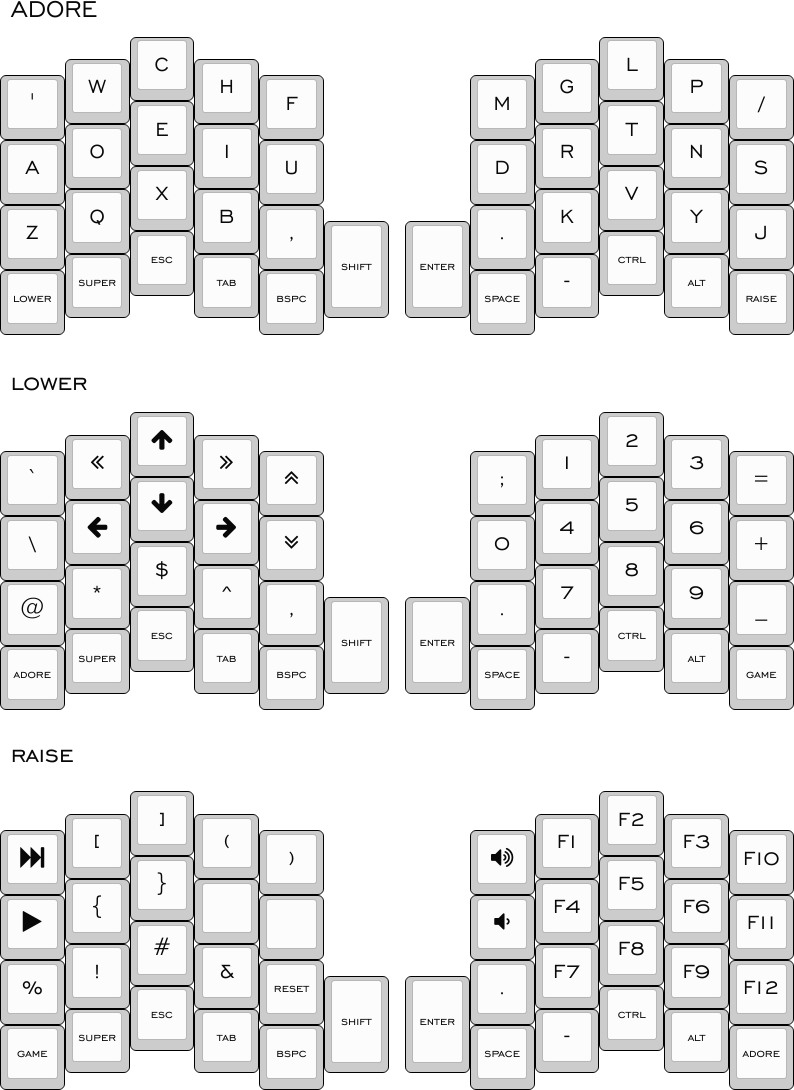 ADORE
' W C H F M G L P /
A O E I U D R T N S
Z Q X B , . K V Y J
LOWER SUPER ESC TAB BSPC SHIFT ENTER SPACE - CTRL ALT RAISE
LOWER
` « ↑ » ︽ ; 1 2 3 =
\ ← ↓ → ︾ 0 4 5 6 +
@ * $ ^ , . 7 8 9 _
ADORE SUPER ESC TAB BSPC SHIFT ENTER SPACE - CTRL ALT GAME
RAISE
[ ] ( ) F1 F2 F3 F10
{ } F4 F5 F6 F11
% ! # & RESET . F7 F8 F9 F12
GAME SUPER ESC TAB BSPC SHIFT ENTER SPACE - CTRL ALT ADORE